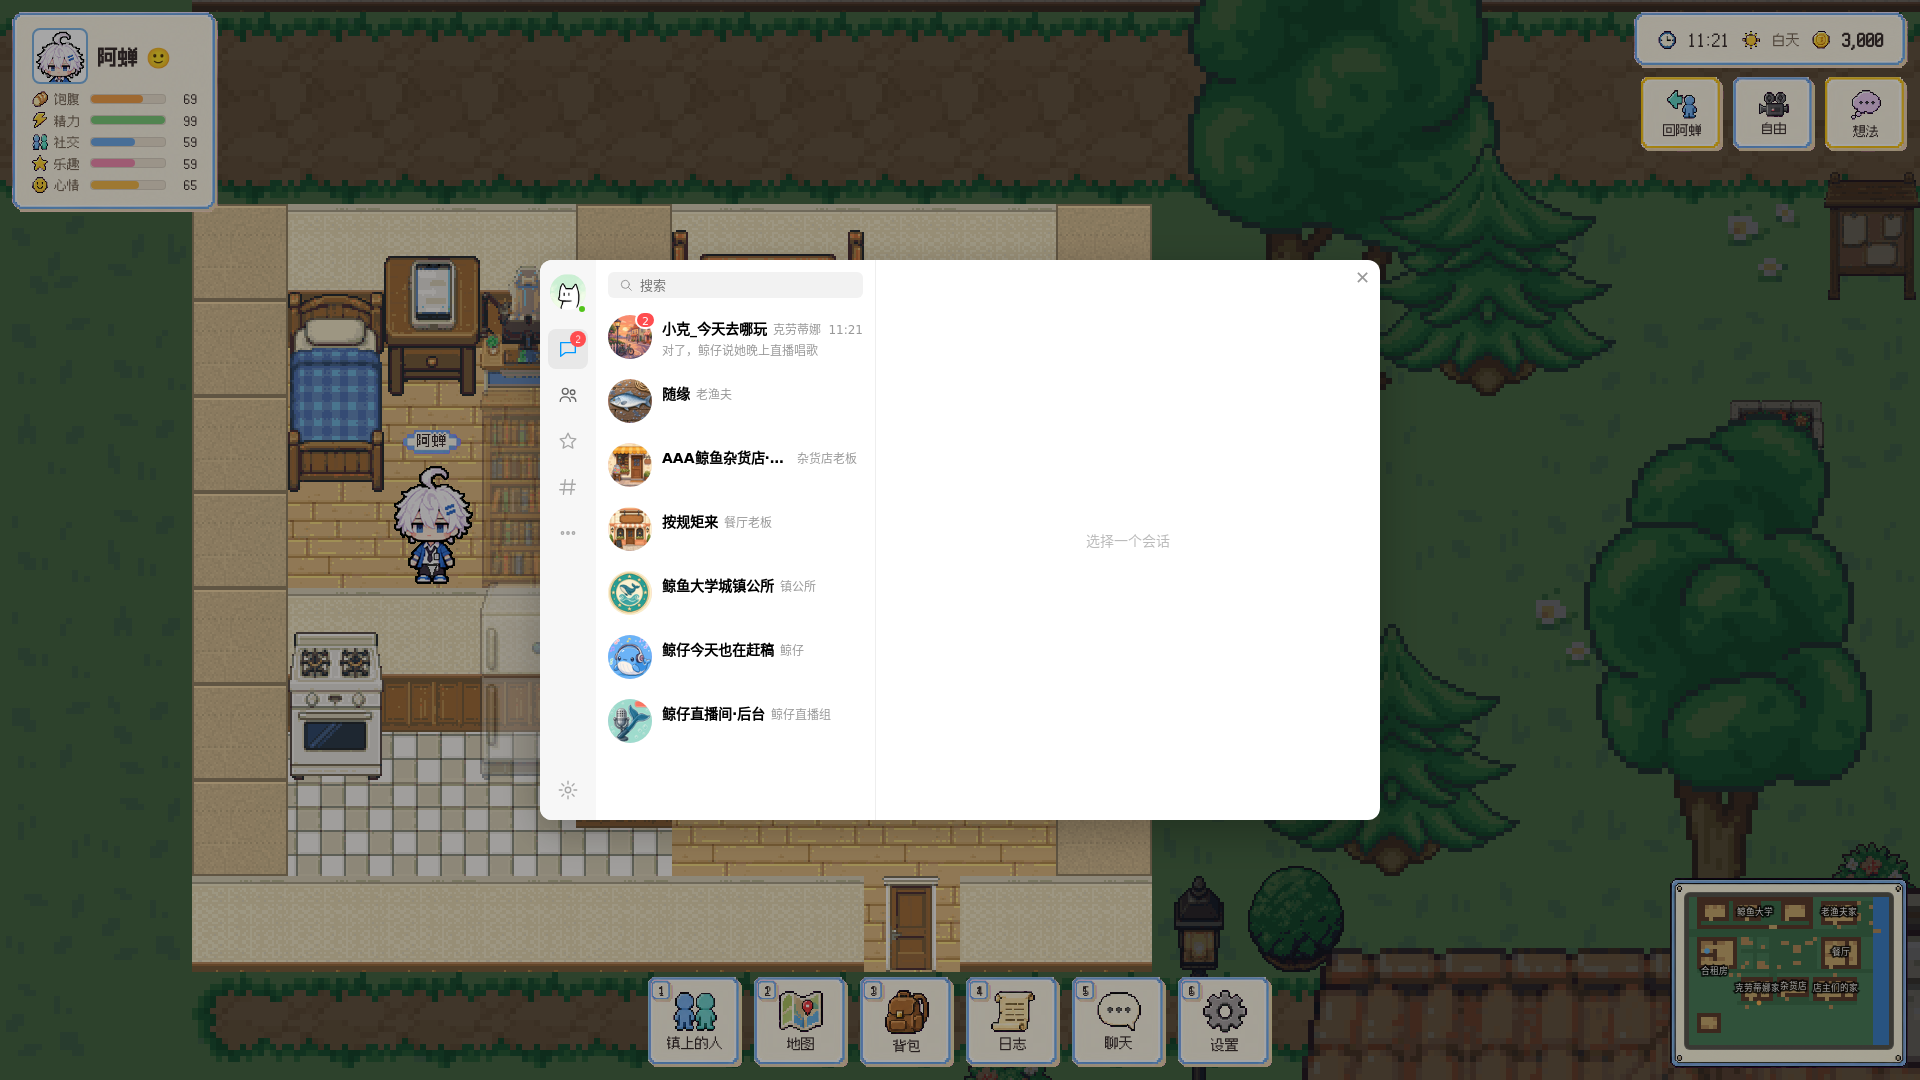 阿蝉
饱腹 69
精力 99
社交 59
乐趣 59
心情 65
11:21 白天 3,000
回阿蝉
自由
想法
阿蝉
搜索
2
2
小克_今天去哪玩 克劳蒂娜 11:21
对了，鲸仔说她晚上直播唱歌
随缘 老渔夫
AAA鲸鱼杂货店·... 杂货店老板
按规矩来 餐厅老板
鲸鱼大学城镇公所 镇公所
鲸仔今天也在赶稿 鲸仔
鲸仔直播间·后台 鲸仔直播组
选择一个会话
鲸鱼大学
老渔夫家
餐厅
合租房
克劳蒂娜家
杂货店
店主们的家
1 镇上的人
2 地图
3 背包
4 日志
5 聊天
6 设置